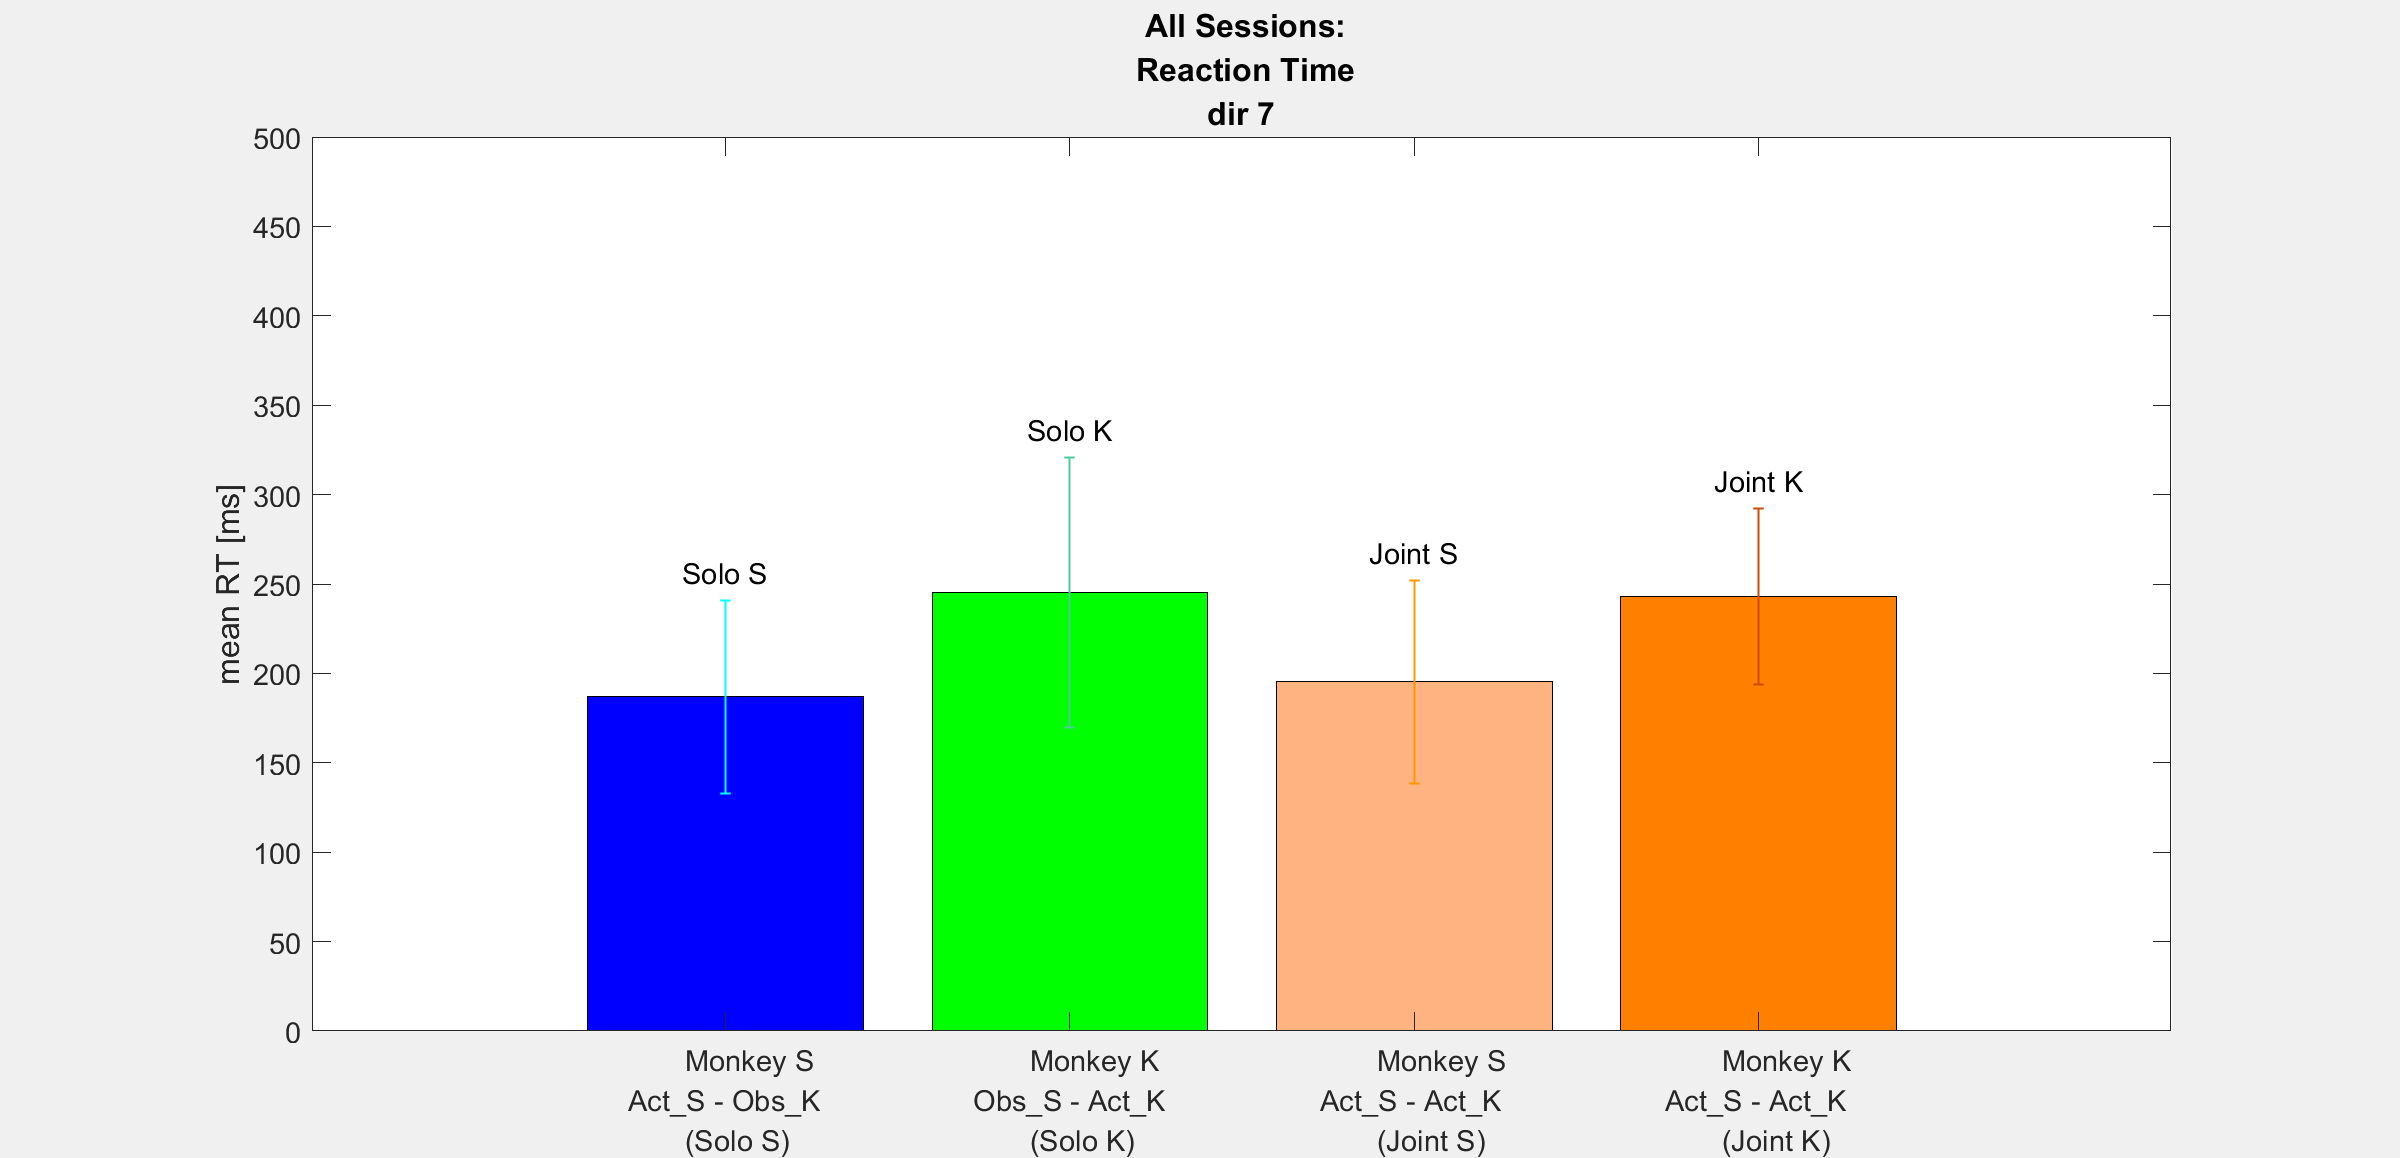 All Sessions:
Reaction Time
dir 7
500
450
400
350
300
250
200
150
100
50
0
mean RT [ms]
Solo S
Solo K
Joint S
Joint K
Monkey S
Act_S - Obs_K
(Solo S)
Monkey K
Obs_S - Act_K
(Solo K)
Monkey S
Act_S - Act_K
(Joint S)
Monkey K
Act_S - Act_K
(Joint K)